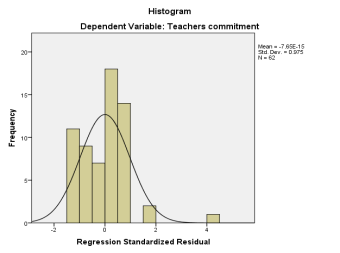 Histogram
Dependent Variable: Teachers commitment
Mean = -7.65E-15
Std. Dev. = 0.975
N = 62
20
15
10
5
0
Frequency
-2
0
2
4
Regression Standardized Residual